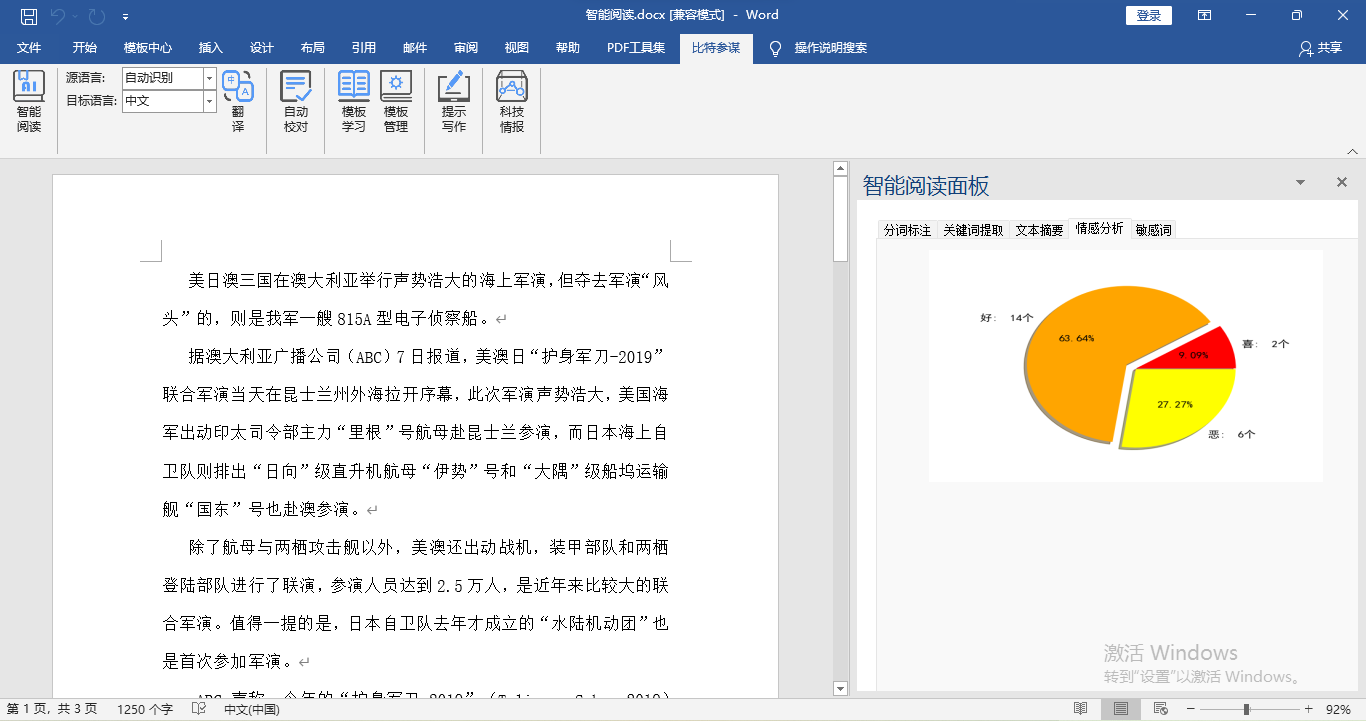 智能阅读.docx [兼容模式] - Word
登录
文件 开始 模板中心 插入 设计 布局 引用 邮件 审阅 视图 帮助 PDF工具集 比特参谋 操作说明搜索 共享
智能阅读
源语言: 自动识别
目标语言: 中文
翻译
自动校对
模板学习
模板管理
提示写作
科技情报
美日澳三国在澳大利亚举行声势浩大的海上军演，但夺去军演“风
头”的，则是我军一艘 815A 型电子侦察船。
据澳大利亚广播公司（ABC）7 日报道，美澳日“护身军刀-2019”
联合军演当天在昆士兰州外海拉开序幕，此次军演声势浩大，美国海
军出动印太司令部主力“里根”号航母赴昆士兰参演，而日本海上自
卫队则排出“日向”级直升机航母“伊势”号和“大隅”级船坞运输
舰“国东”号也赴澳参演。
除了航母与两栖攻击舰以外，美澳还出动战机，装甲部队和两栖
登陆部队进行了联演，参演人员达到 2.5 万人，是近年来比较大的联
合军演。值得一提的是，日本自卫队去年才成立的“水陆机动团”也
是首次参加军演。
智能阅读面板
分词标注 关键词提取 文本摘要 情感分析 敏感词
好: 14个
63.64%
9.09%
喜: 2个
27.27%
恶: 6个
激活 Windows
转到“设置”以激活 Windows。
第 1 页，共 3 页 1250 个字 中文(中国) 92%